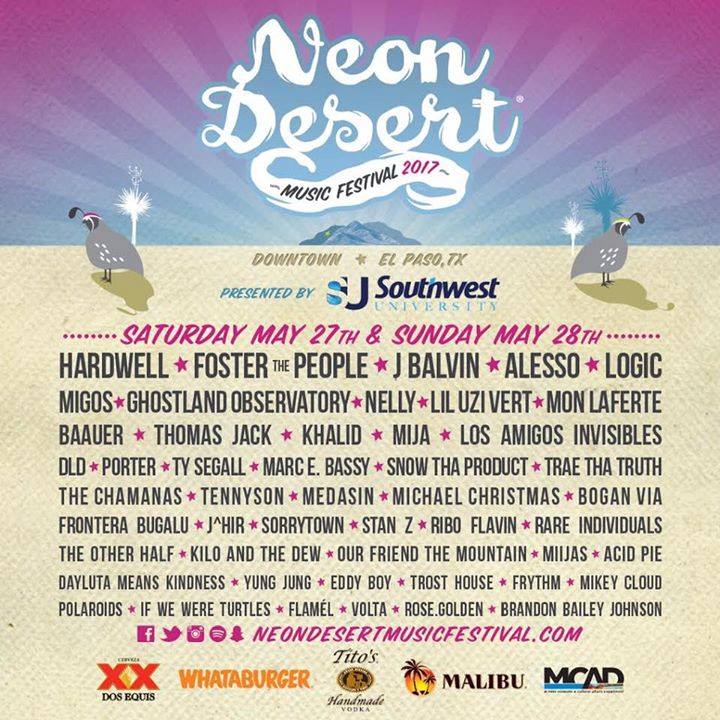 Neon
Desert®
MUSIC FESTIVAL 2017
DOWNTOWN ★ EL PASO, TX
PRESENTED BY SU Southwest
UNIVERSITY
SATURDAY MAY 27TH & SUNDAY MAY 28TH
HARDWELL ★ FOSTER THE PEOPLE ★ J BALVIN ★ ALESSO ★ LOGIC
MIGOS ★ GHOSTLAND OBSERVATORY ★ NELLY ★ LIL UZI VERT ★ MON LAFERTE
BAAUER ★ THOMAS JACK ★ KHALID ★ MIJA ★ LOS AMIGOS INVISIBLES
DLD ★ PORTER ★ TY SEGALL ★ MARC E. BASSY ★ SNOW THA PRODUCT ★ TRAE THA TRUTH
THE CHAMANAS ★ TENNYSON ★ MEDASIN ★ MICHAEL CHRISTMAS ★ BOGAN VIA
FRONTERA BUGALU ★ J^HIR ★ SORRYTOWN ★ STAN Z ★ RIBO FLAVIN ★ RARE INDIVIDUALS
THE OTHER HALF ★ KILO AND THE DEW ★ OUR FRIEND THE MOUNTAIN ★ MIIJAS ★ ACID PIE
DAYLUTA MEANS KINDNESS ★ YUNG JUNG ★ EDDY BOY ★ TROST HOUSE ★ FRYTHM ★ MIKEY CLOUD
POLAROIDS ★ IF WE WERE TURTLES ★ FLAMÉL ★ VOLTA ★ ROSE.GOLDEN ★ BRANDON BAILEY JOHNSON
NEONDESERTMUSICFESTIVAL.COM
CERVEZA
XX
DOS EQUIS
WHATABURGER
Tito's
Handmade
VODKA
MALIBU
MCAD